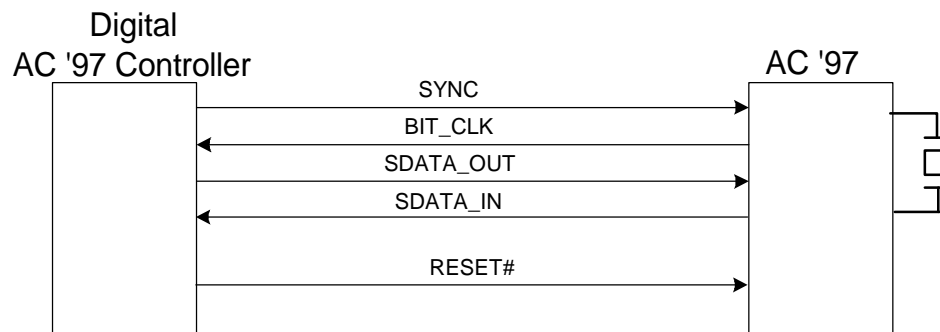 Digital
AC '97 Controller
AC '97
SYNC
BIT_CLK
SDATA_OUT
SDATA_IN
RESET#